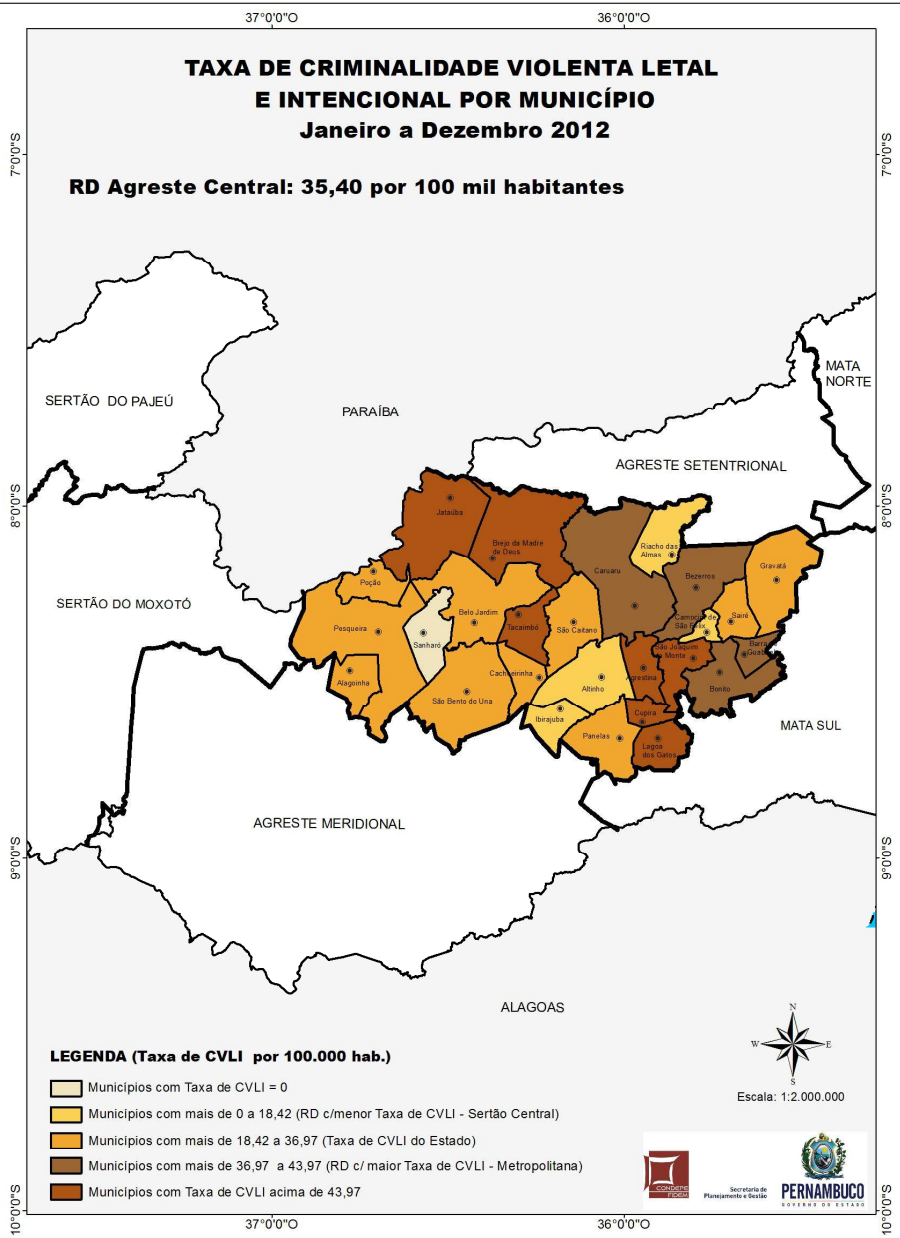 37°0'0"O
36°0'0"O
TAXA DE CRIMINALIDADE VIOLENTA LETAL
E INTENCIONAL POR MUNICÍPIO
Janeiro a Dezembro 2012
7°0'0"S
7°0'0"S
RD Agreste Central: 35,40 por 100 mil habitantes
MATA
NORTE
SERTÃO DO PAJEÚ
PARAÍBA
AGRESTE SETENTRIONAL
8°0'0"S
8°0'0"S
Jataúba
Brejo da Madre
de Deus
Riacho das
Almas
Caruaru
Gravatá
Poção
Bezerros
SERTÃO DO MOXOTÓ
Belo Jardim
Tacaimbó
Camocim de
São Félix
Sairé
Pesqueira
São Caitano
Sanharó
São Joaquim
do Monte
Barra de
Guabiraba
Alagoinha
Cachoeirinha
Agrestina
Altinho
Bonito
São Bento do Una
Ibirajuba
Cupira
MATA SUL
Panelas
Lagoa
dos Gatos
AGRESTE MERIDIONAL
9°0'0"S
9°0'0"S
ALAGOAS
N
W
E
S
Escala: 1:2.000.000
LEGENDA (Taxa de CVLI por 100.000 hab.)
Municípios com Taxa de CVLI = 0
Municípios com mais de 0 a 18,42 (RD c/menor Taxa de CVLI - Sertão Central)
Municípios com mais de 18,42 a 36,97 (Taxa de CVLI do Estado)
Municípios com mais de 36,97 a 43,97 (RD c/ maior Taxa de CVLI - Metropolitana)
Municípios com Taxa de CVLI acima de 43,97
CONDEPE
FIDEM
Secretaria de
Planejamento e Gestão
PERNAMBUCO
GOVERNO DO ESTADO
10°0'0"S
10°0'0"S
37°0'0"O
36°0'0"O